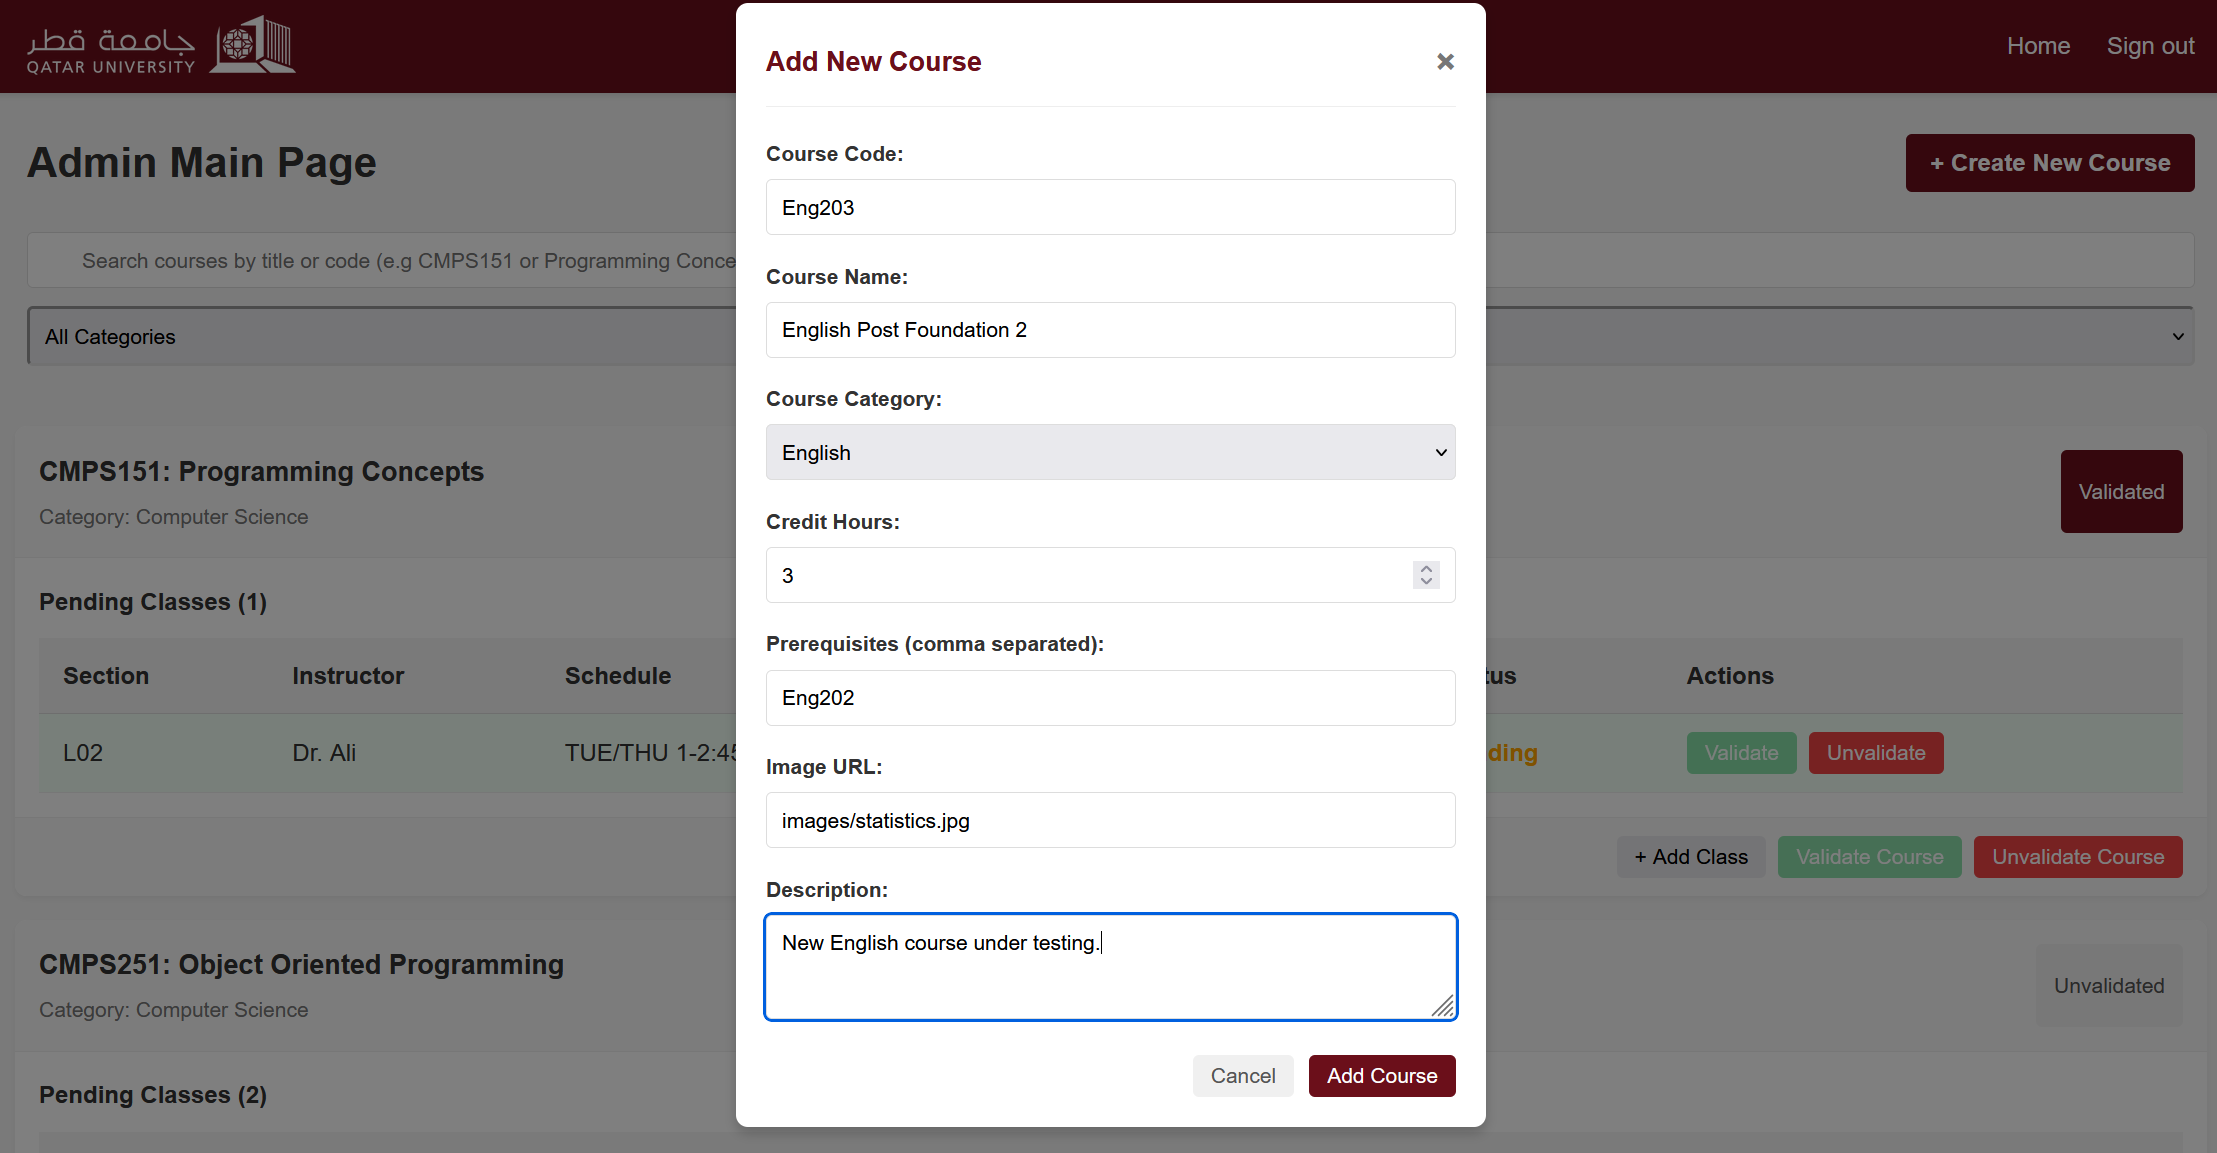 جامعة قطر
QATAR UNIVERSITY
Home
Sign out
Admin Main Page
+ Create New Course
Search courses by title or code (e.g CMPS151 or Programming Conce
All Categories
CMPS151: Programming Concepts
Category: Computer Science
Validated
Pending Classes (1)
Section
Instructor
Schedule
tus
Actions
L02
Dr. Ali
TUE/THU 1-2:45
ding
Validate
Unvalidate
+ Add Class
Validate Course
Unvalidate Course
CMPS251: Object Oriented Programming
Category: Computer Science
Unvalidated
Pending Classes (2)
Add New Course
×
Course Code:
Eng203
Course Name:
English Post Foundation 2
Course Category:
English
Credit Hours:
3
Prerequisites (comma separated):
Eng202
Image URL:
images/statistics.jpg
Description:
New English course under testing.
Cancel
Add Course